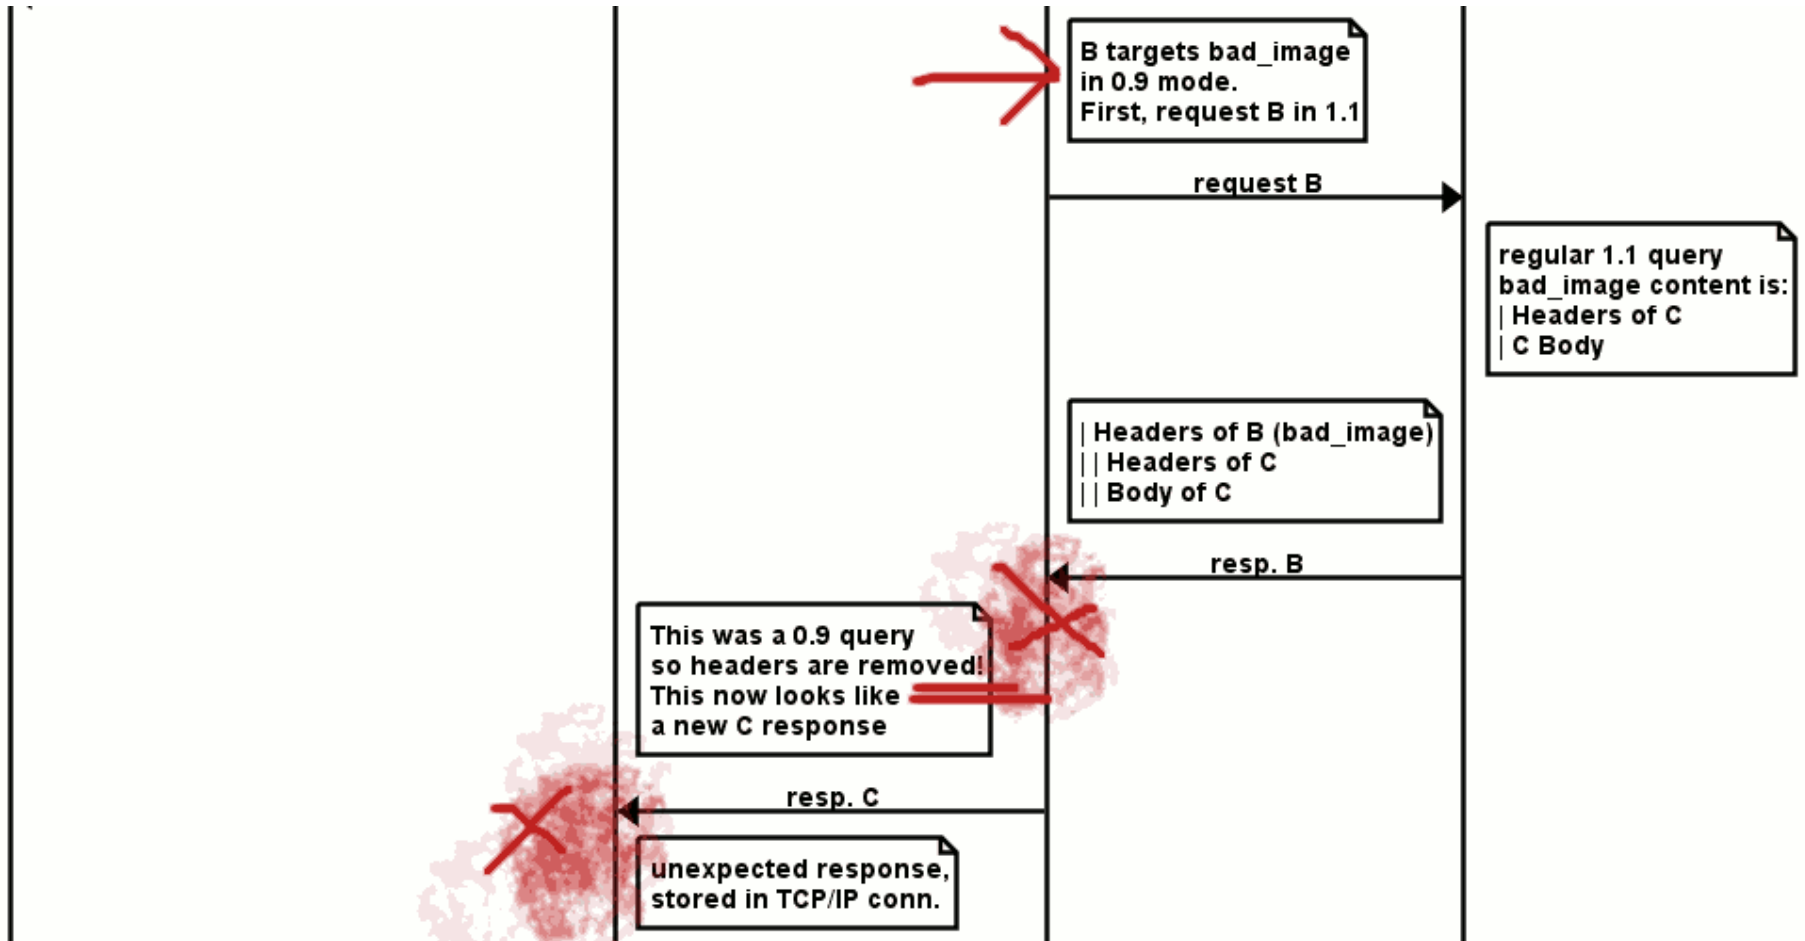 B targets bad_image
in 0.9 mode.
First, request B in 1.1
request B
regular 1.1 query
bad_image content is:
| Headers of C
| C Body
| Headers of B (bad_image)
| | Headers of C
| | Body of C
resp. B
This was a 0.9 query
so headers are removed!
This now looks like
a new C response
resp. C
unexpected response,
stored in TCP/IP conn.